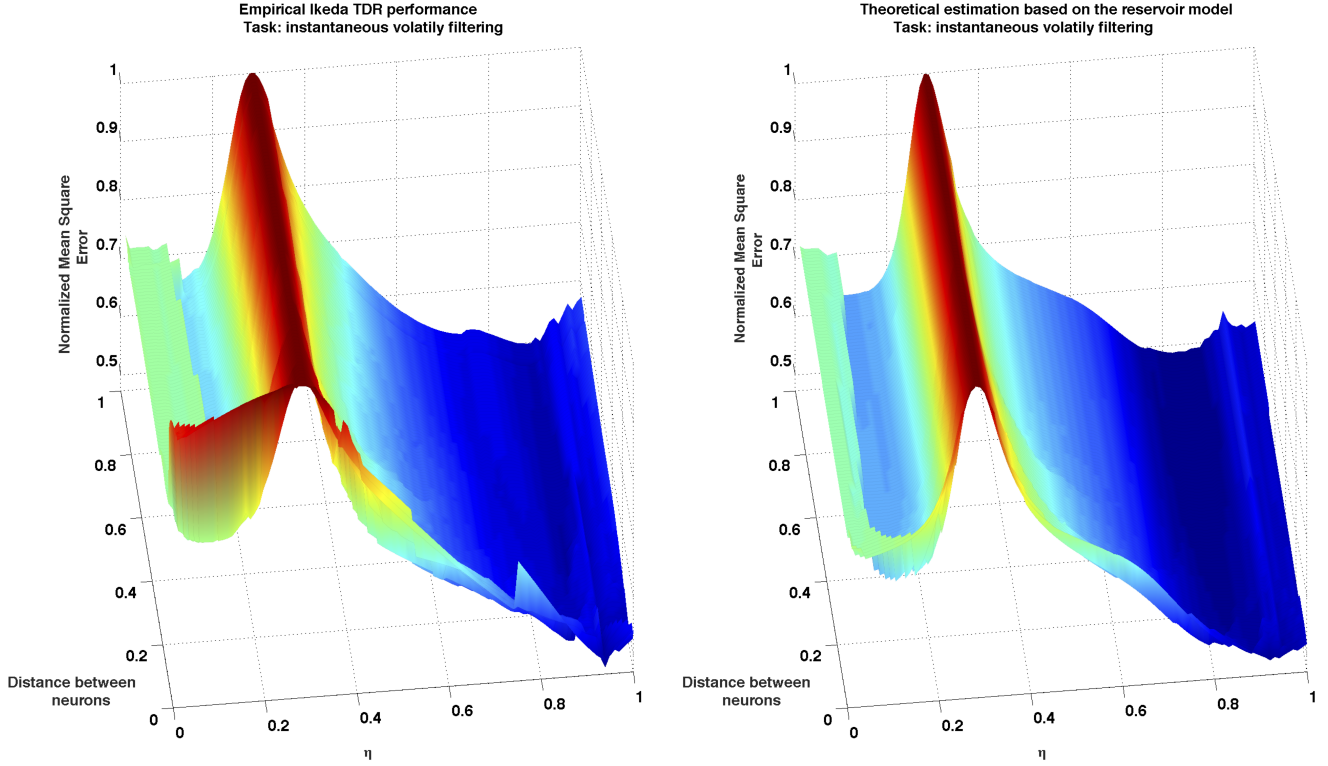 Empirical Ikeda TDR performance
Task: instantaneous volatily filtering
Normalized Mean Square
Error
1
0.9
0.8
0.7
0.6
0.5
1
0.8
0.6
0.4
0.2
0
Distance between
neurons
0
0.2
0.4
0.6
0.8
1
η
Theoretical estimation based on the reservoir model
Task: instantaneous volatily filtering
Normalized Mean Square
Error
1
0.9
0.8
0.7
0.6
0.5
1
0.8
0.6
0.4
0.2
0
Distance between
neurons
0
0.2
0.4
0.6
0.8
1
η